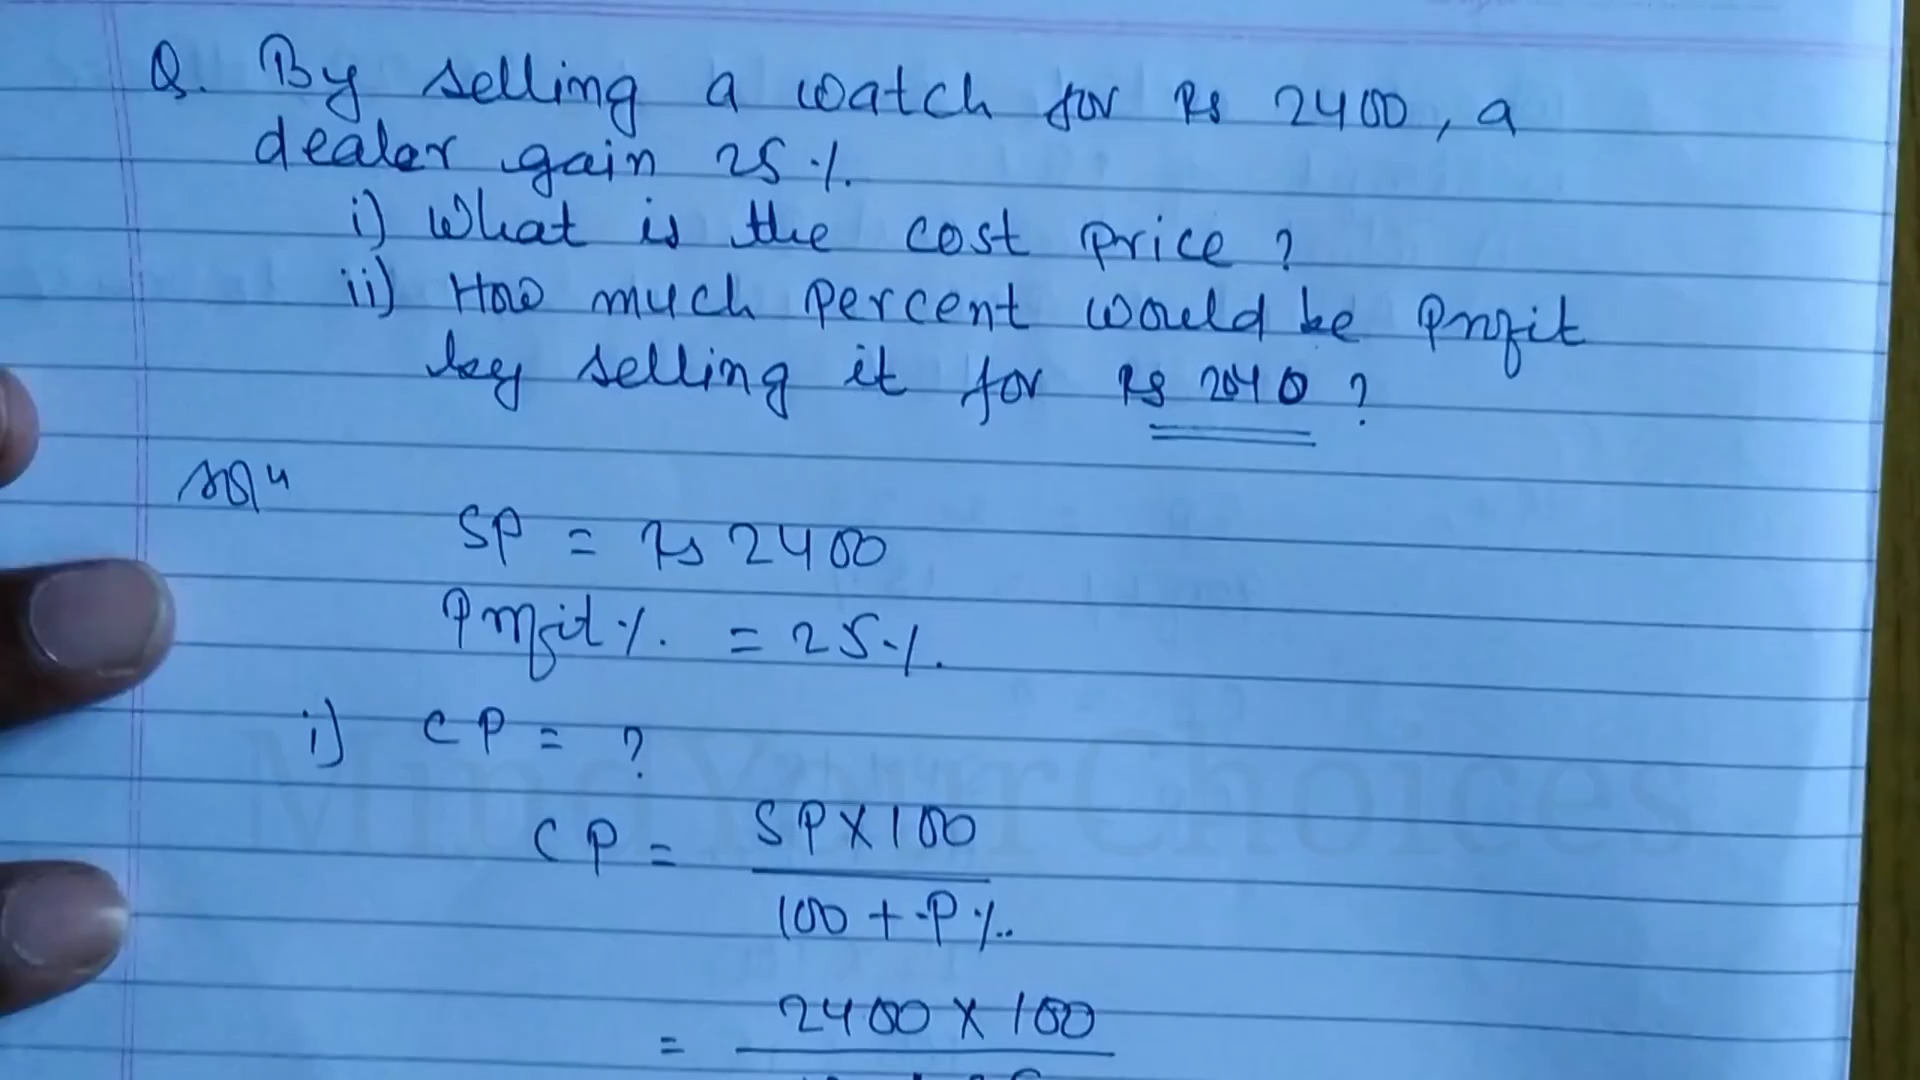 Q. By selling a watch for Rs 2400, a
dealer gain 25%.
i) What is the cost price?
ii) How much percent would be profit
by selling it for Rs 2040?
SP = Rs 2400
Profit% = 25%.
i) CP = ?
CP = SP X 100
100 + P%
= 2400 X 100
MindYourChoices